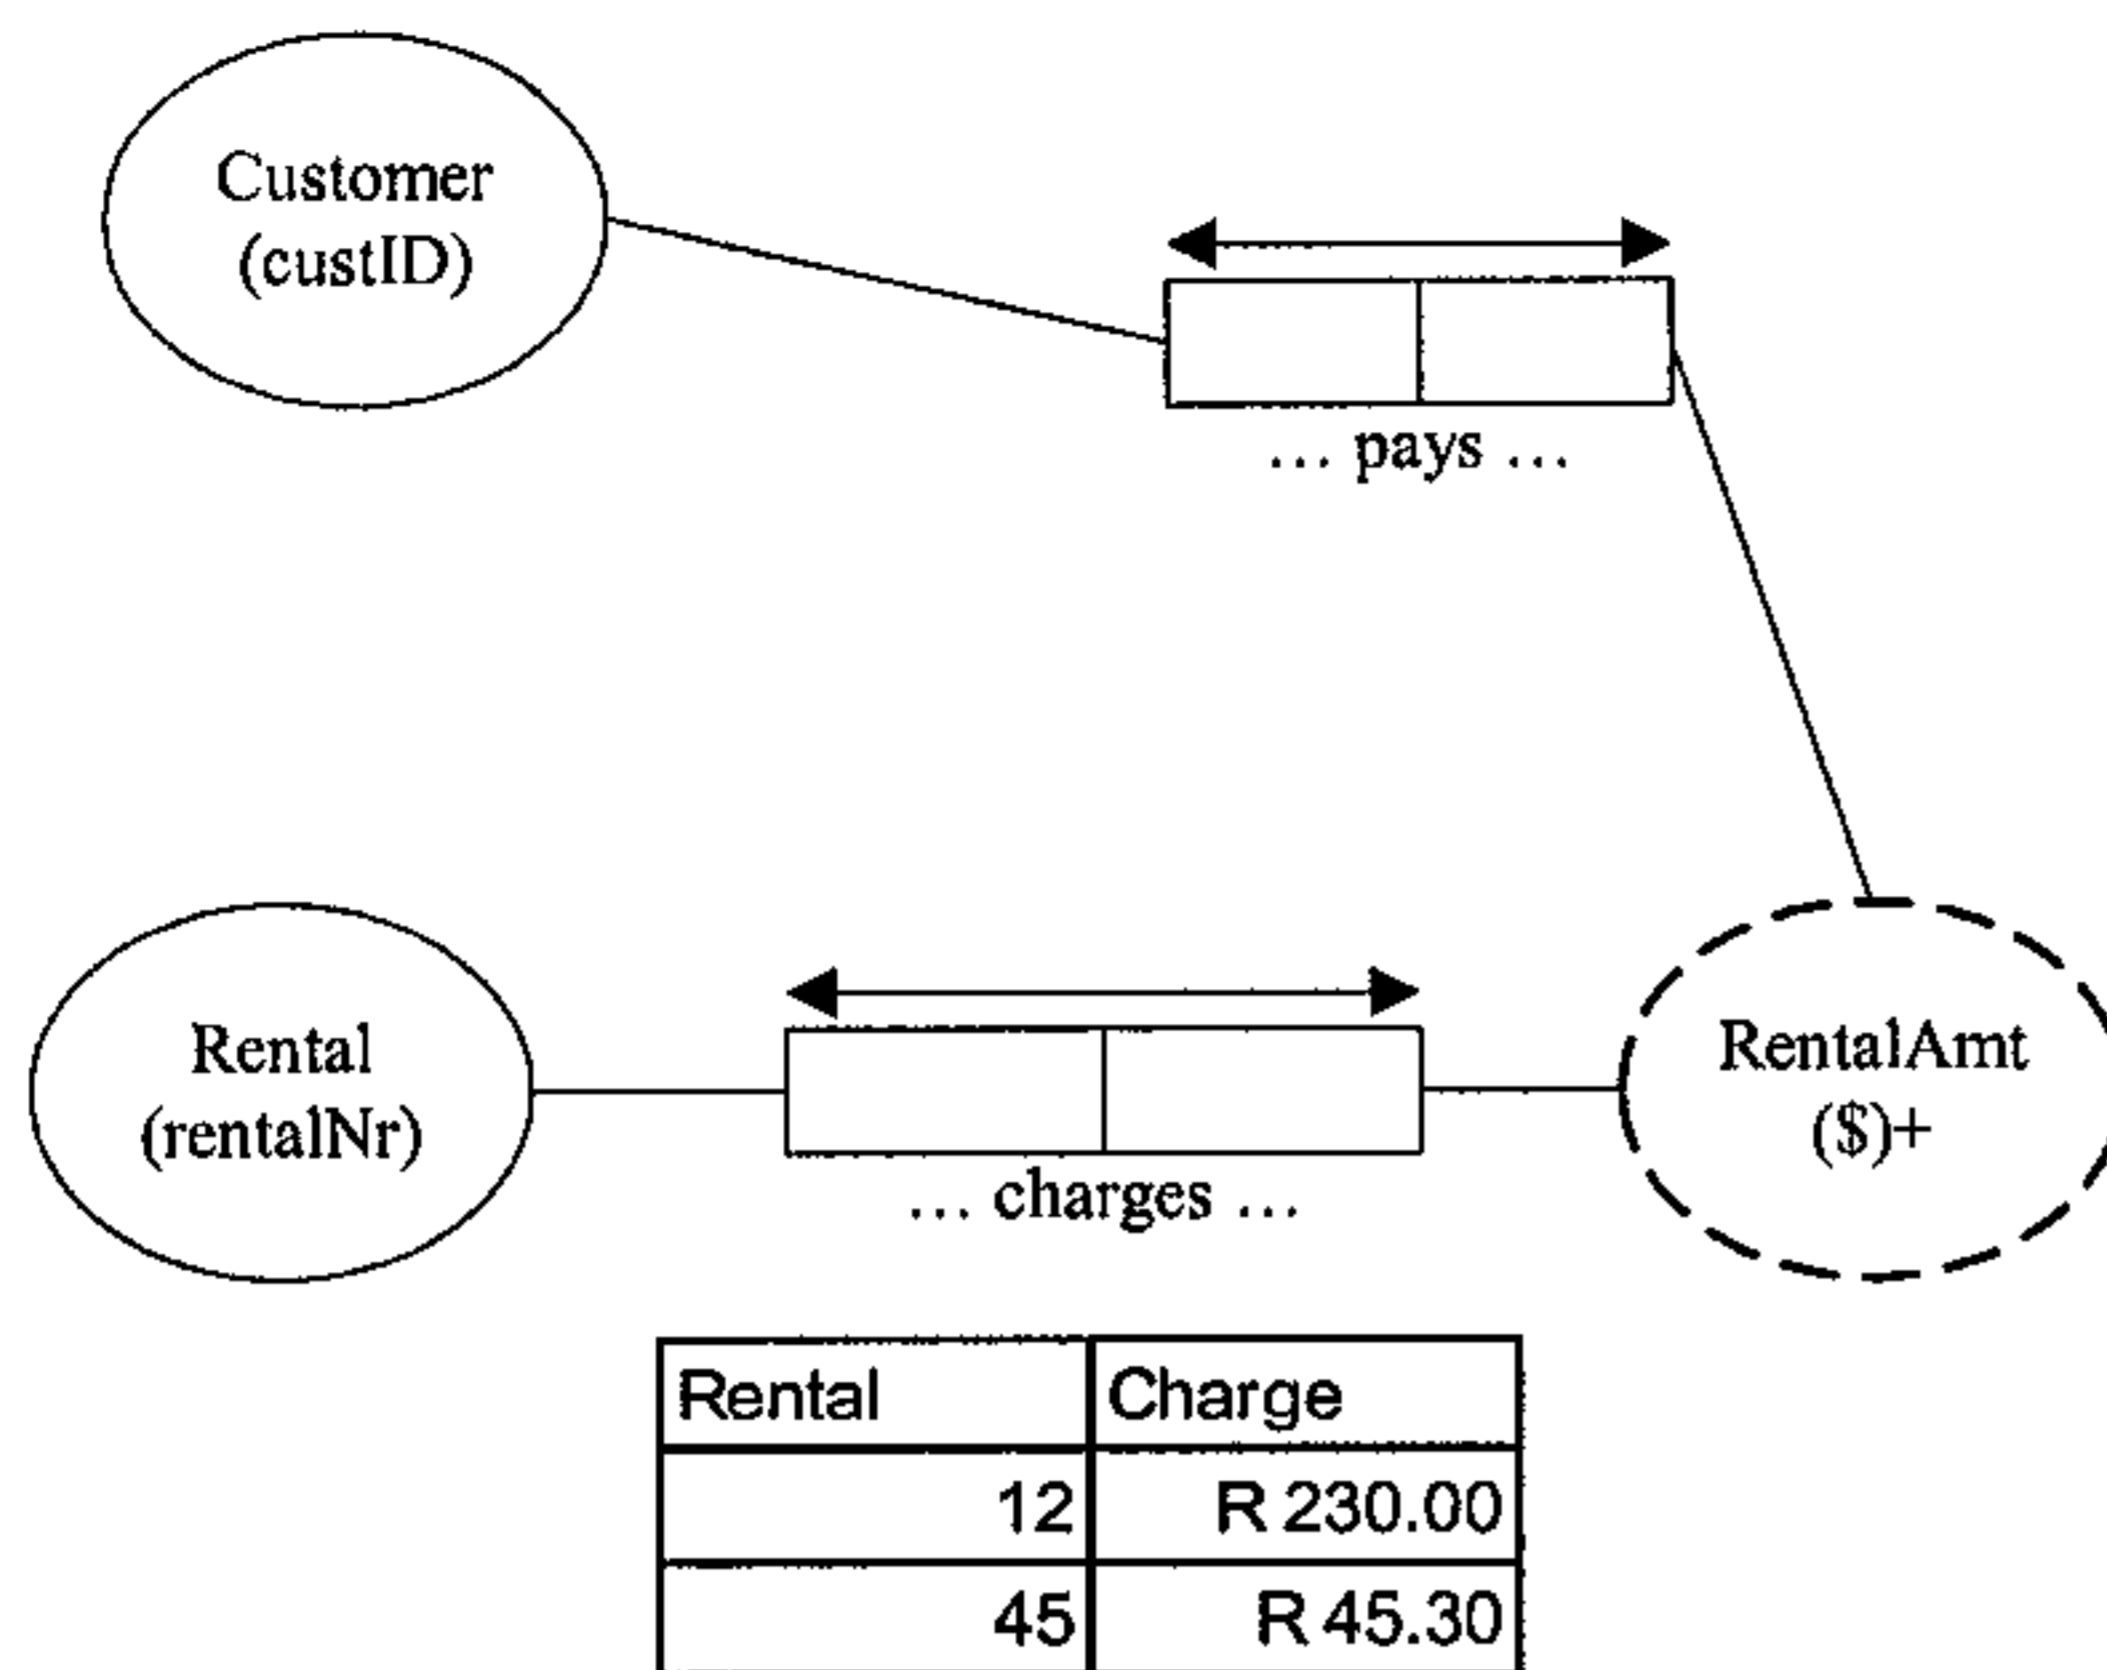 Customer
(custID)
... pays ...
Rental
(rentalNr)
RentalAmt
($)+
... charges ...
Rental Charge
12 R 230.00
45 R 45.30